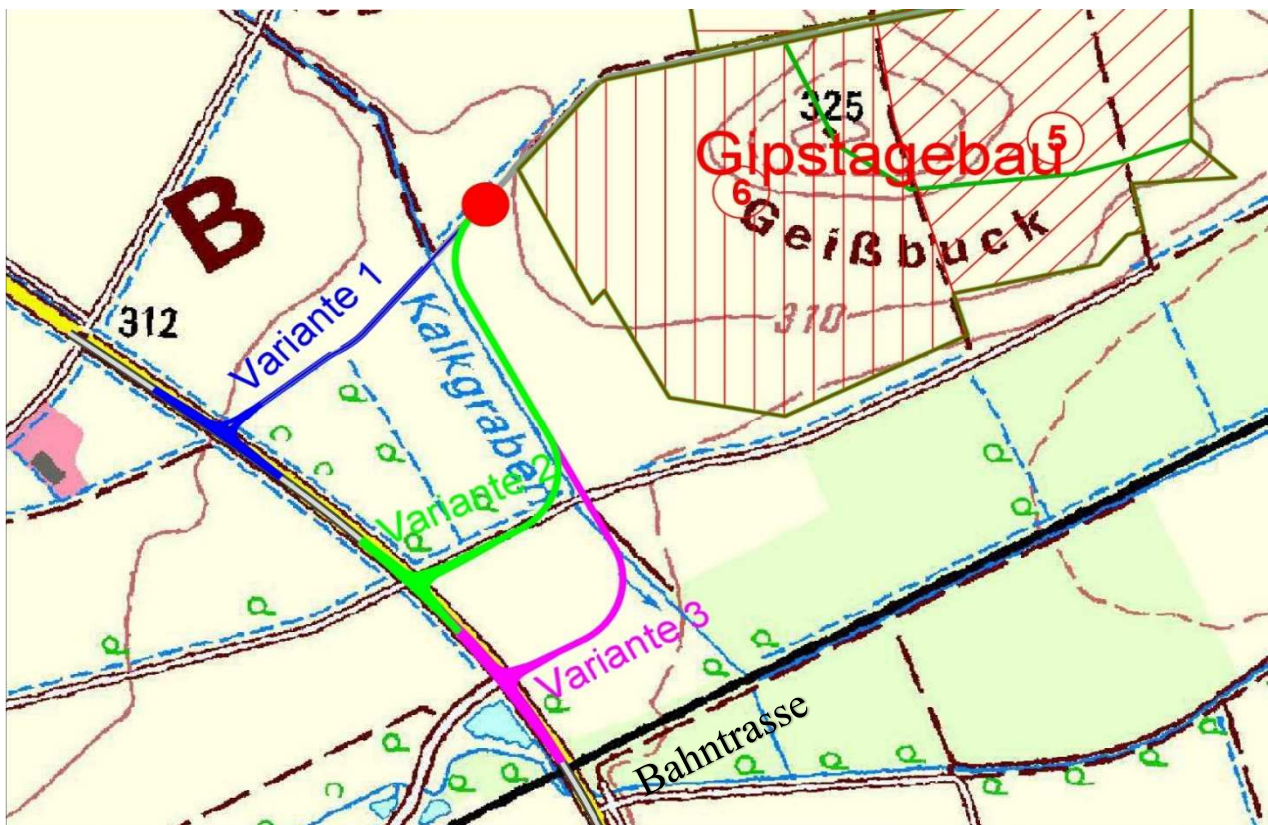 325
Gipstagebau
5
6
Geißbuck
B
310
312
Variante 1
Kalkgraben
Variante 2
Variante 3
Bahntrasse